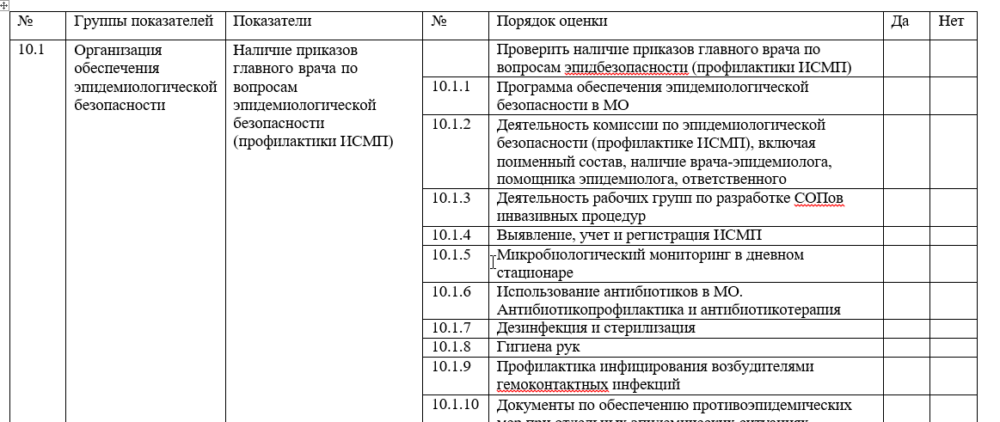 №
Группы показателей
Показатели
№
Порядок оценки
Да
Нет
10.1
Организация
обеспечения
эпидемиологической
безопасности
Наличие приказов
главного врача по
вопросам
эпидемиологической
безопасности
(профилактики ИСМП)
Проверить наличие приказов главного врача по
вопросам эпидбезопасности (профилактики ИСМП)
10.1.1
Программа обеспечения эпидемиологической
безопасности в МО
10.1.2
Деятельность комиссии по эпидемиологической
безопасности (профилактике ИСМП), включая
поименный состав, наличие врача-эпидемиолога,
помощника эпидемиолога, ответственного
10.1.3
Деятельность рабочих групп по разработке СОПов
инвазивных процедур
10.1.4
Выявление, учет и регистрация ИСМП
10.1.5
Микробиологический мониторинг в дневном
стационаре
10.1.6
Использование антибиотиков в МО.
Антибиотикопрофилактика и антибиотикотерапия
10.1.7
Дезинфекция и стерилизация
10.1.8
Гигиена рук
10.1.9
Профилактика инфицирования возбудителями
гемоконтактных инфекций
10.1.10
Документы по обеспечению противоэпидемических
мер при отдельных эпидемических ситуациях